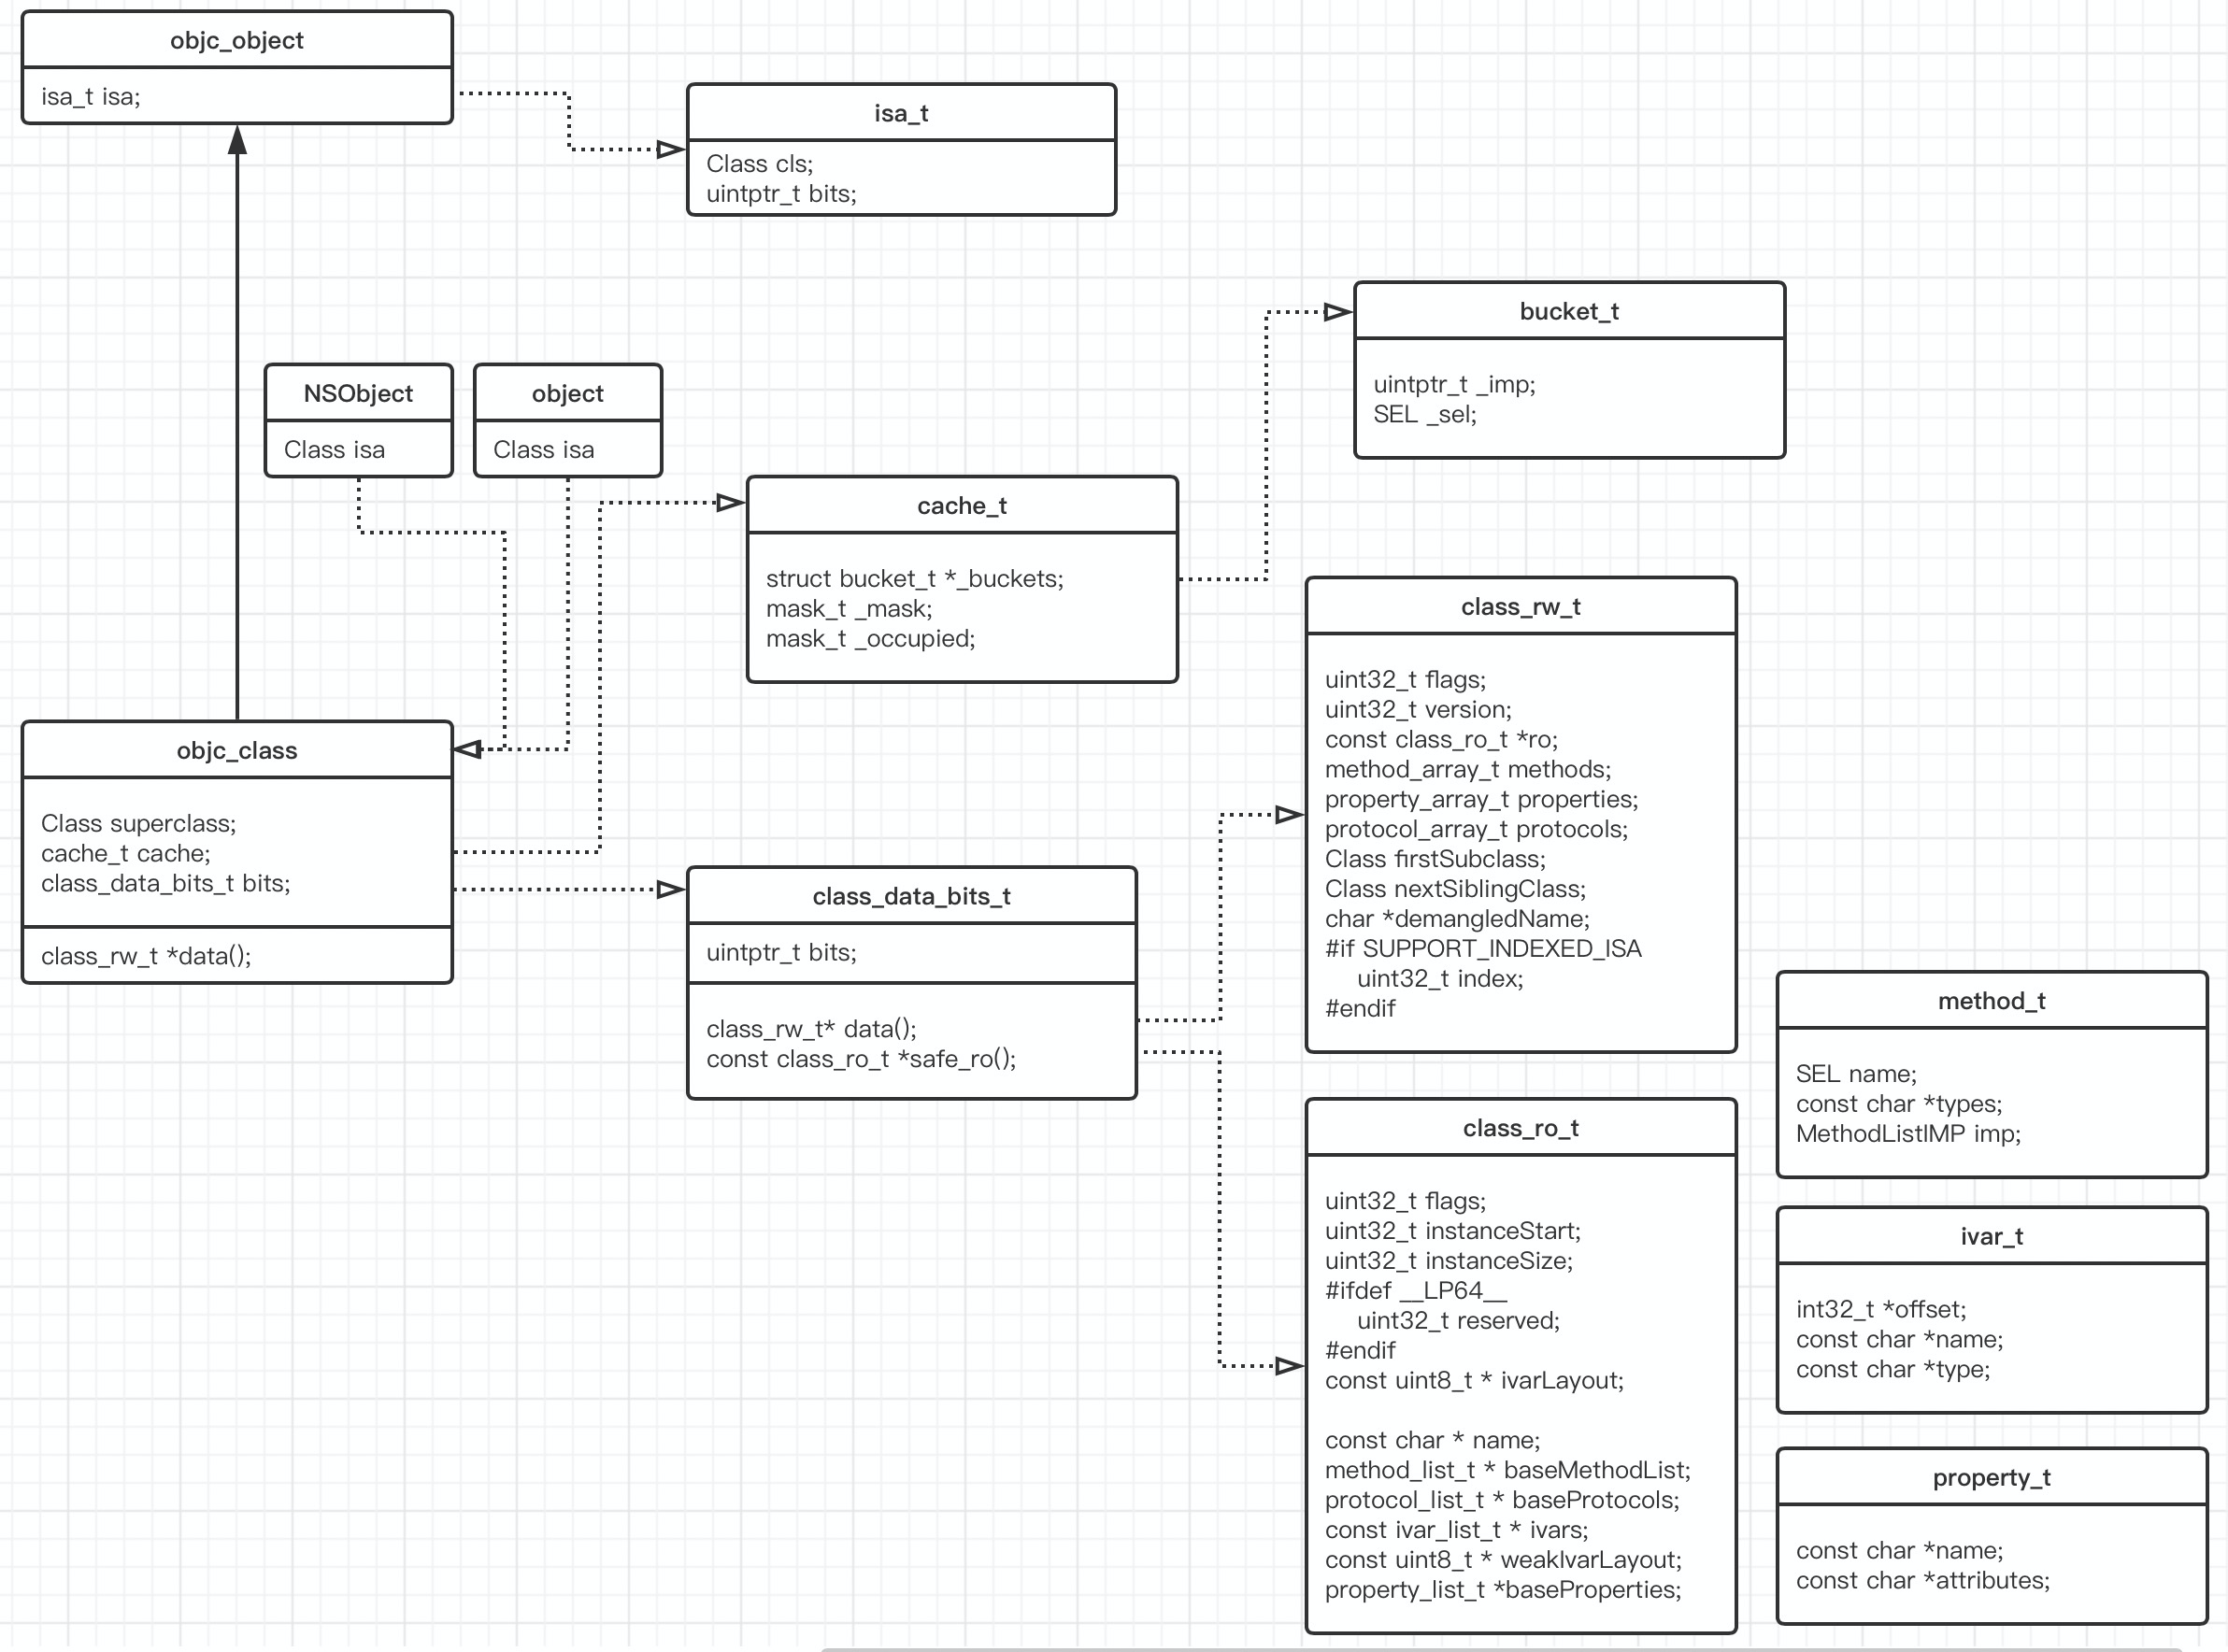 objc_object
isa_t isa;
isa_t
Class cls;
uintptr_t bits;
bucket_t
uintptr_t _imp;
SEL _sel;
NSObject
Class isa
object
Class isa
cache_t
struct bucket_t *_buckets;
mask_t _mask;
mask_t _occupied;
objc_class
Class superclass;
cache_t cache;
class_data_bits_t bits;
class_rw_t *data();
class_data_bits_t
uintptr_t bits;
class_rw_t* data();
const class_ro_t *safe_ro();
class_rw_t
uint32_t flags;
uint32_t version;
const class_ro_t *ro;
method_array_t methods;
property_array_t properties;
protocol_array_t protocols;
Class firstSubclass;
Class nextSiblingClass;
char *demangledName;
#if SUPPORT_INDEXED_ISA
uint32_t index;
#endif
class_ro_t
uint32_t flags;
uint32_t instanceStart;
uint32_t instanceSize;
#ifdef __LP64__
uint32_t reserved;
#endif
const uint8_t * ivarLayout;
const char * name;
method_list_t * baseMethodList;
protocol_list_t * baseProtocols;
const ivar_list_t * ivars;
const uint8_t * weakIvarLayout;
property_list_t *baseProperties;
method_t
SEL name;
const char *types;
MethodListIMP imp;
ivar_t
int32_t *offset;
const char *name;
const char *type;
property_t
const char *name;
const char *attributes;